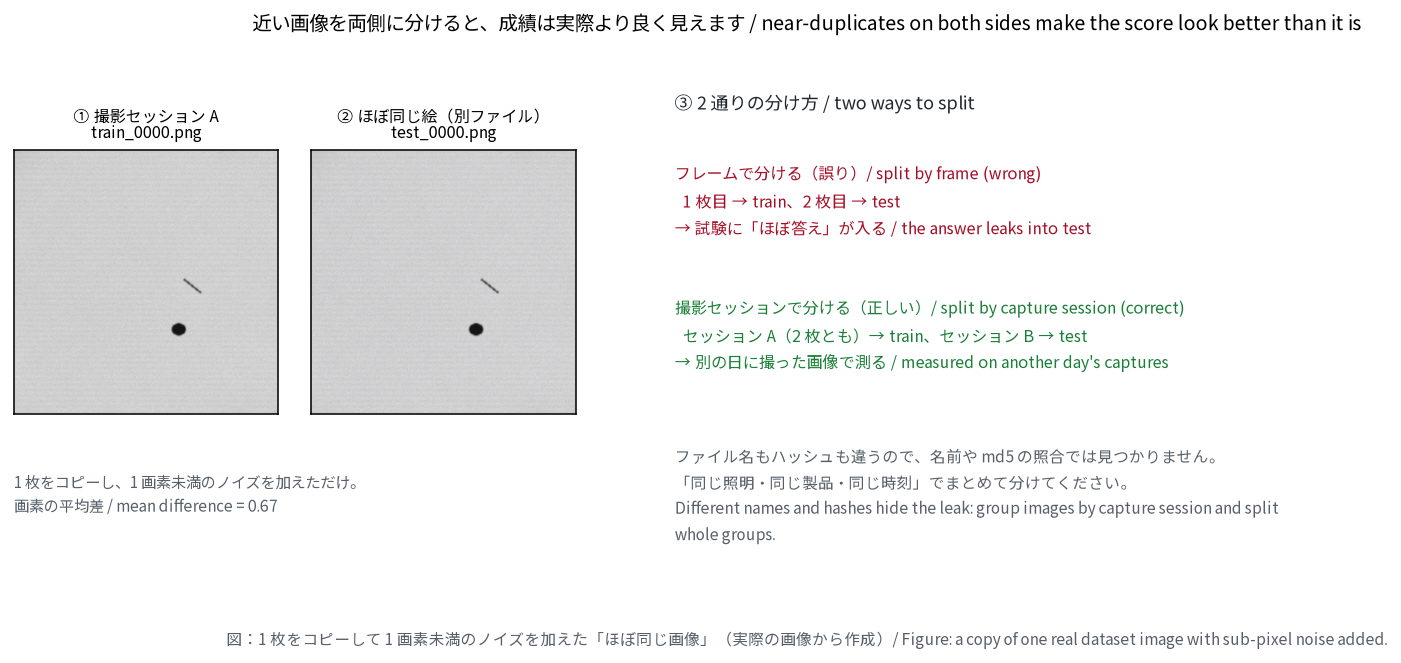 近い画像を両側に分けると、成績は実際より良く見えます / near-duplicates on both sides make the score look better than it is
① 撮影セッション A
train_0000.png
② ほぼ同じ絵（別ファイル）
test_0000.png
1 枚をコピーし、1 画素未満のノイズを加えただけ。
画素の平均差 / mean difference = 0.67
③ 2 通りの分け方 / two ways to split
フレームで分ける（誤り）/ split by frame (wrong)
1 枚目 → train、2 枚目 → test
→ 試験に「ほぼ答え」が入る / the answer leaks into test
撮影セッションで分ける（正しい）/ split by capture session (correct)
セッション A（2 枚とも）→ train、セッション B → test
→ 別の日に撮った画像で測る / measured on another day's captures
ファイル名もハッシュも違うので、名前や md5 の照合では見つかりません。
「同じ照明・同じ製品・同じ時刻」でまとめて分けてください。
Different names and hashes hide the leak: group images by capture session and split
whole groups.
図：1 枚をコピーして 1 画素未満のノイズを加えた「ほぼ同じ画像」（実際の画像から作成）/ Figure: a copy of one real dataset image with sub-pixel noise added.